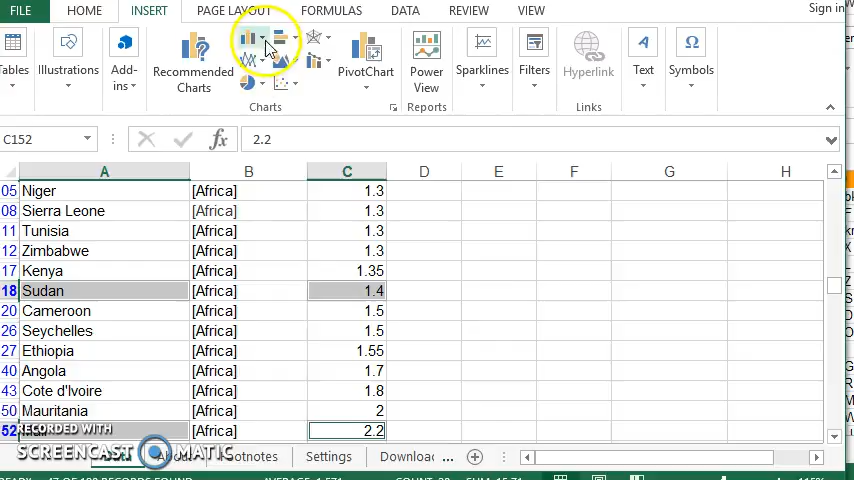 FILE HOME INSERT PAGE LAYOUT FORMULAS DATA REVIEW VIEW Sign in
Tables Illustrations Add-ins Recommended Charts PivotChart Power View Sparklines Filters Hyperlink Text Symbols
Charts Reports Links
C152 fx 2.2
A B C D E F G H
05 Niger [Africa] 1.3
08 Sierra Leone [Africa] 1.3
11 Tunisia [Africa] 1.3
12 Zimbabwe [Africa] 1.3
17 Kenya [Africa] 1.35
18 Sudan [Africa] 1.4
20 Cameroon [Africa] 1.5
26 Seychelles [Africa] 1.5
27 Ethiopia [Africa] 1.55
40 Angola [Africa] 1.7
43 Cote d'Ivoire [Africa] 1.8
50 Mauritania [Africa] 2
52 Mali [Africa] 2.2
RECORDED WITH
SCREENCAST MATIC
Data About Footnotes Settings Download ...